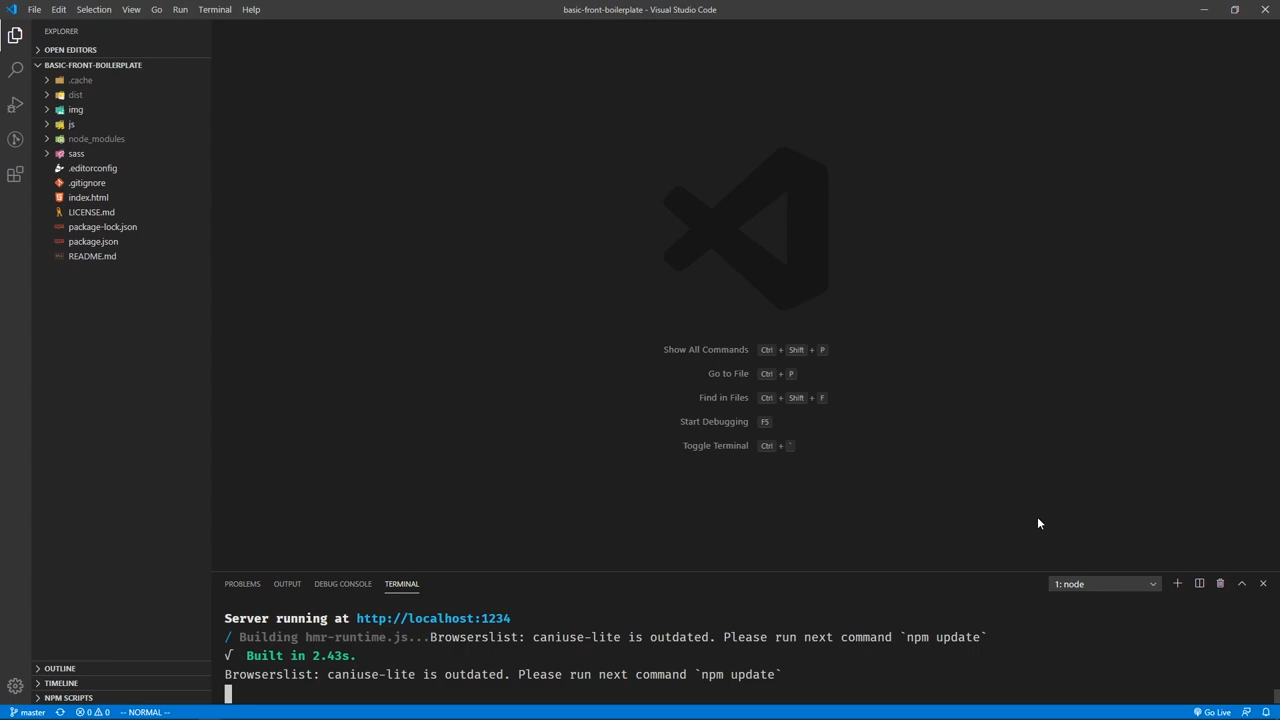 File Edit Selection View Go Run Terminal Help
basic-front-boilerplate - Visual Studio Code
EXPLORER
OPEN EDITORS
BASIC-FRONT-BOILERPLATE
.cache
dist
img
js
node_modules
sass
.editorconfig
.gitignore
index.html
LICENSE.md
package-lock.json
package.json
README.md
Show All Commands Ctrl + Shift + P
Go to File Ctrl + P
Find in Files Ctrl + Shift + F
Start Debugging F5
Toggle Terminal Ctrl + `
PROBLEMS OUTPUT DEBUG CONSOLE TERMINAL
1: node
Server running at http://localhost:1234
/ Building hmr-runtime.js...Browserslist: caniuse-lite is outdated. Please run next command `npm update`
√ Built in 2.43s.
Browserslist: caniuse-lite is outdated. Please run next command `npm update`
OUTLINE
TIMELINE
NPM SCRIPTS
master 0 0 -- NORMAL --
Go Live